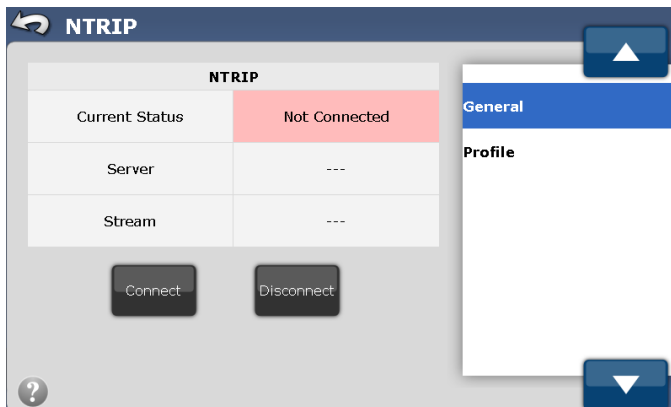 NTRIP
NTRIP
Current Status Not Connected
Server ---
Stream ---
Connect Disconnect
General
Profile
?